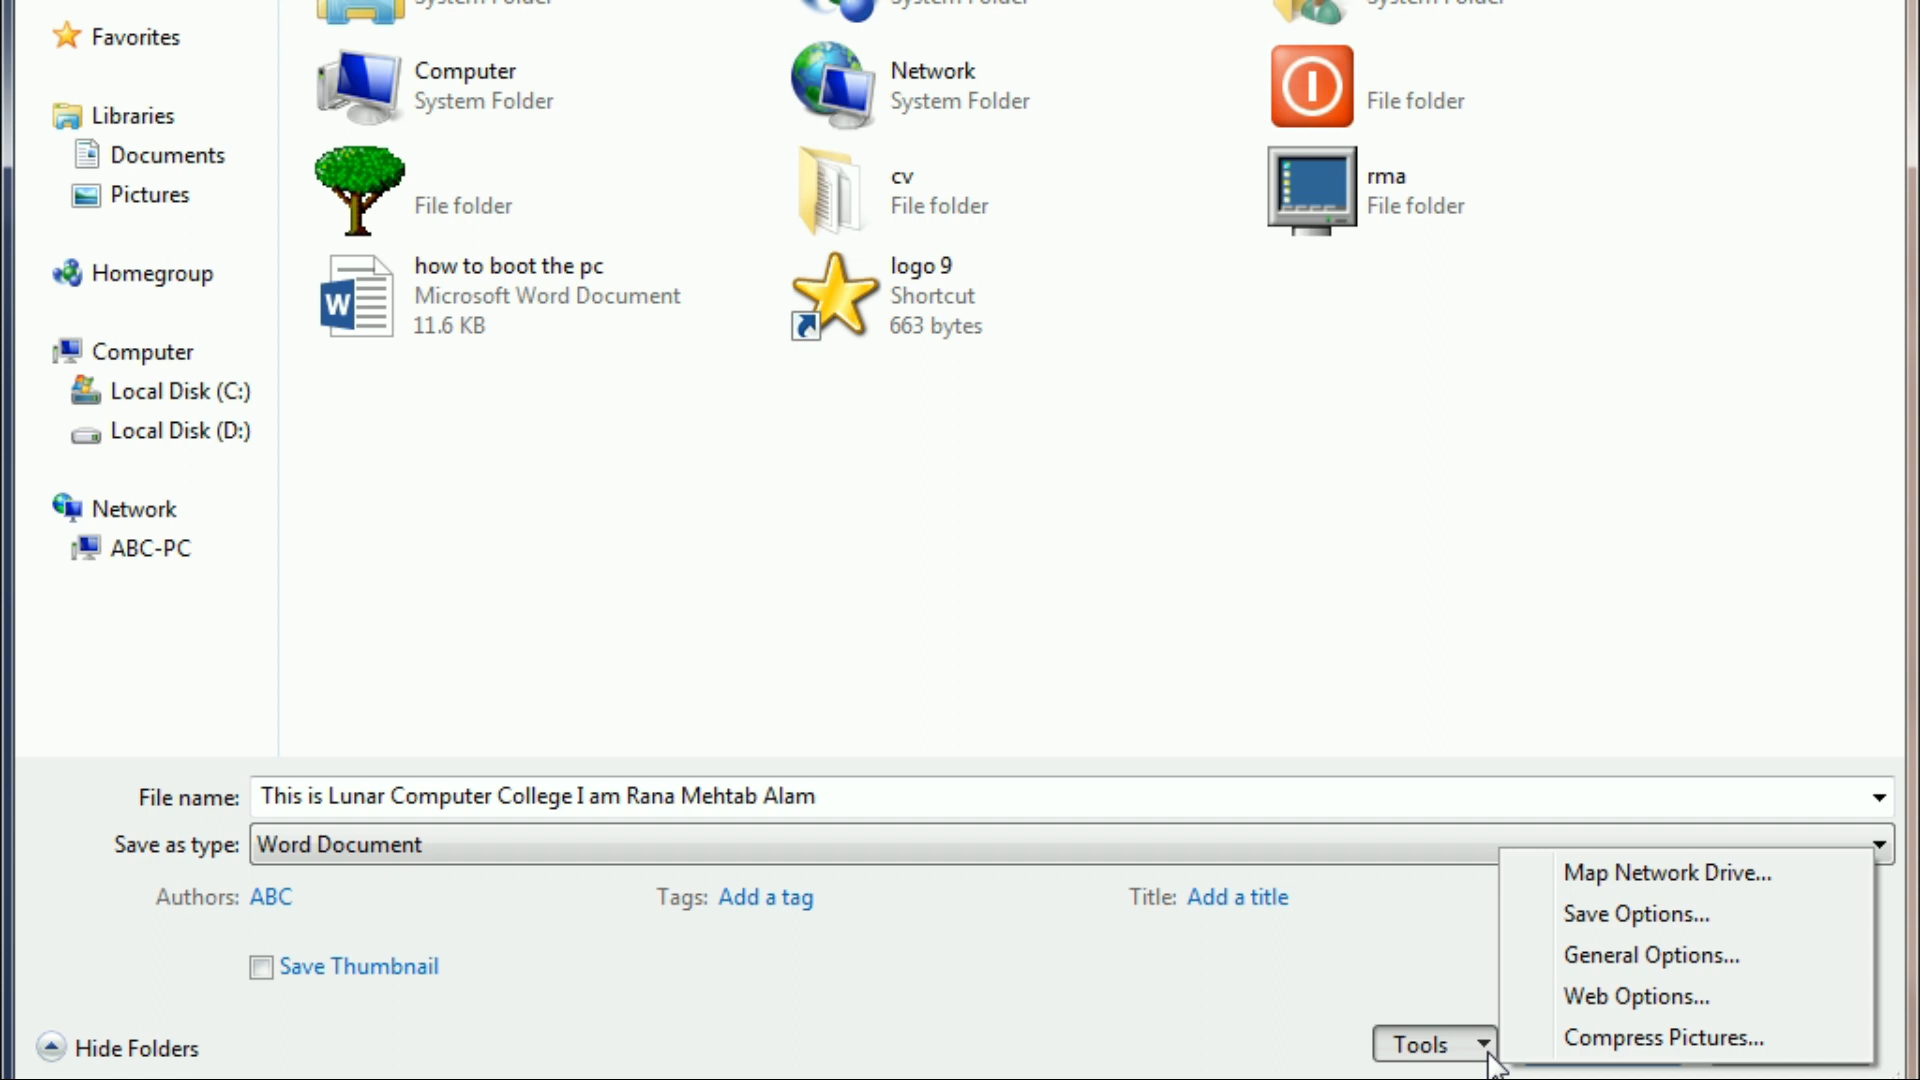 System Folder
System Folder
System Folder
Favorites
Computer
System Folder
Network
System Folder
File folder
Libraries
Documents
Pictures
File folder
cv
File folder
rma
File folder
Homegroup
how to boot the pc
Microsoft Word Document
11.6 KB
logo 9
Shortcut
663 bytes
Computer
Local Disk (C:)
Local Disk (D:)
Network
ABC-PC
File name: This is Lunar Computer College I am Rana Mehtab Alam
Save as type: Word Document
Authors: ABC
Tags: Add a tag
Title: Add a title
Save Thumbnail
Hide Folders
Tools
Map Network Drive...
Save Options...
General Options...
Web Options...
Compress Pictures...